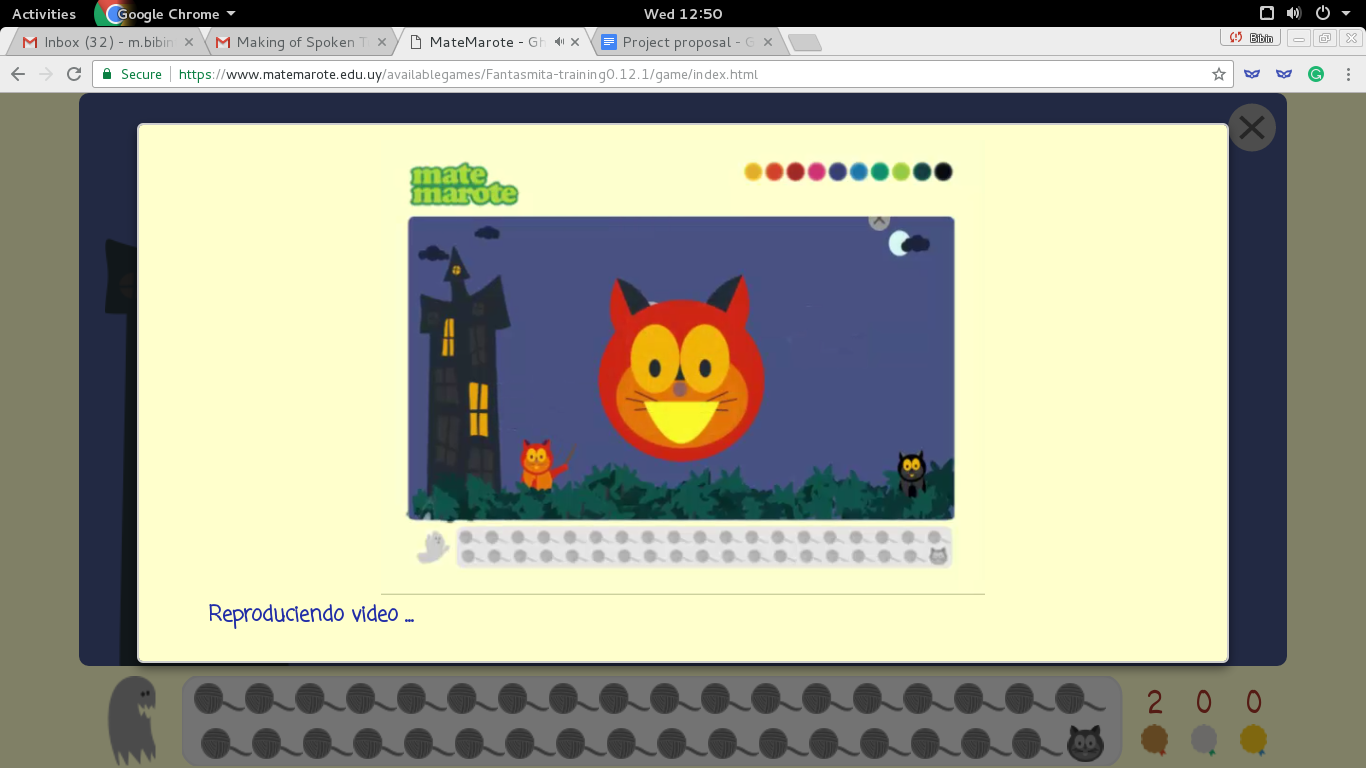 Activities
Google Chrome
Wed 12:50
Inbox (32) - m.bibin
Making of Spoken T
MateMarote - Gh
Project proposal - G
Bibin
Secure
https://www.matemarote.edu.uy/availablegames/Fantasmita-training0.12.1/game/index.html
mate
marote
Reproduciendo video ...
2 0 0